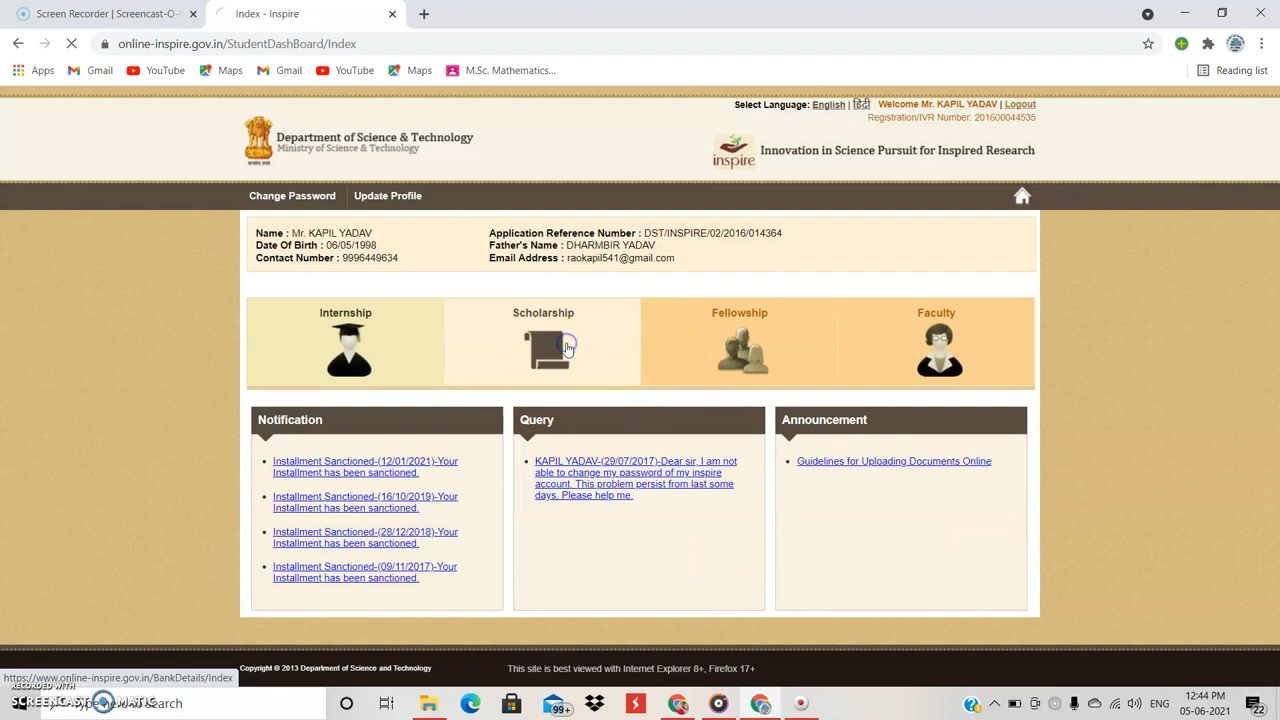 Screen Recorder | Screencast-O-
Index - Inspire
online-inspire.gov.in/StudentDashBoard/Index
Apps Gmail YouTube Maps Gmail YouTube Maps M.Sc. Mathematics... Reading list
Select Language: English | हिंदी Welcome Mr. KAPIL YADAV | Logout
Registration/IVR Number: 201600044535
Department of Science & Technology
Ministry of Science & Technology
inspire
Innovation in Science Pursuit for Inspired Research
Change Password Update Profile
Name : Mr. KAPIL YADAV Application Reference Number : DST/INSPIRE/02/2016/014364
Date Of Birth : 06/05/1998 Father's Name : DHARMBIR YADAV
Contact Number : 9996449634 Email Address : raokapil541@gmail.com
Internship Scholarship Fellowship Faculty
Notification
Installment Sanctioned-(12/01/2021)-Your
Installment has been sanctioned.
Installment Sanctioned-(16/10/2019)-Your
Installment has been sanctioned.
Installment Sanctioned-(28/12/2018)-Your
Installment has been sanctioned.
Installment Sanctioned-(09/11/2017)-Your
Installment has been sanctioned.
Query
KAPIL YADAV-(29/07/2017)-Dear sir, I am not
able to change my password of my inspire
account. This problem persist from last some
days. Please help me.
Announcement
Guidelines for Uploading Documents Online
Copyright © 2013 Department of Science and Technology This site is best viewed with Internet Explorer 8+, Firefox 17+
https://www.online-inspire.gov.in/BankDetails/Index
RECORDED WITH
SCREENCAST MATIC
to search
99+
12:44 PM
05-06-2021
22